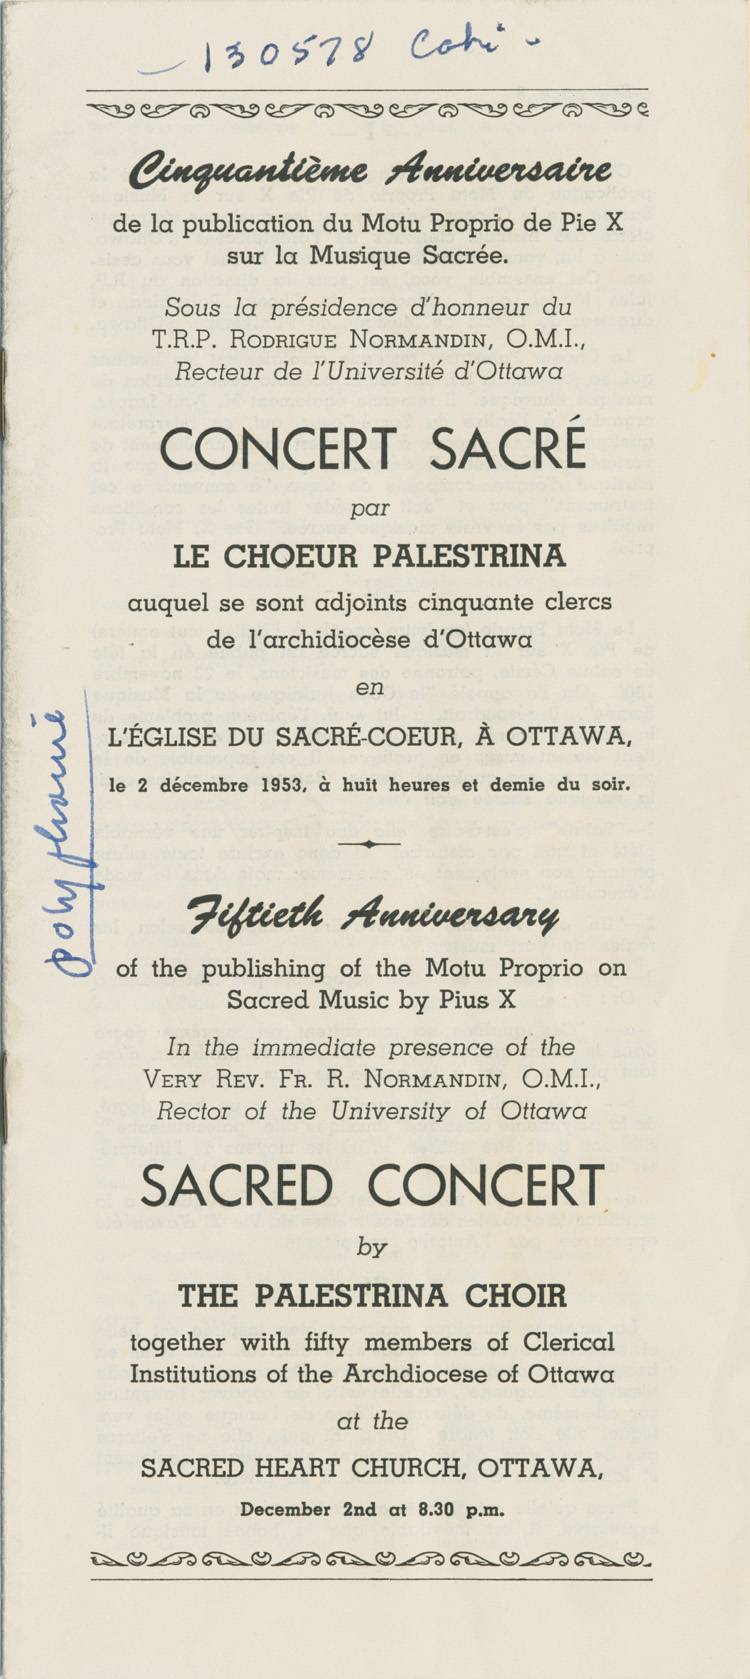 130578
Cinquantième Anniversaire
de la publication du Motu Proprio de Pie X
sur la Musique Sacrée.
Sous la présidence d'honneur du
T.R.P. RODRIGUE NORMANDIN, O.M.I.,
Recteur de l'Université d'Ottawa
CONCERT SACRÉ
par
LE CHOEUR PALESTRINA
auquel se sont adjoints cinquante clercs
de l'archidiocèse d'Ottawa
en
L'ÉGLISE DU SACRÉ-COEUR, À OTTAWA,
le 2 décembre 1953, à huit heures et demie du soir.
polyphonie
Fiftieth Anniversary
of the publishing of the Motu Proprio on
Sacred Music by Pius X
In the immediate presence of the
VERY REV. FR. R. NORMANDIN, O.M.I.,
Rector of the University of Ottawa
SACRED CONCERT
by
THE PALESTRINA CHOIR
together with fifty members of Clerical
Institutions of the Archdiocese of Ottawa
at the
SACRED HEART CHURCH, OTTAWA,
December 2nd at 8.30 p.m.